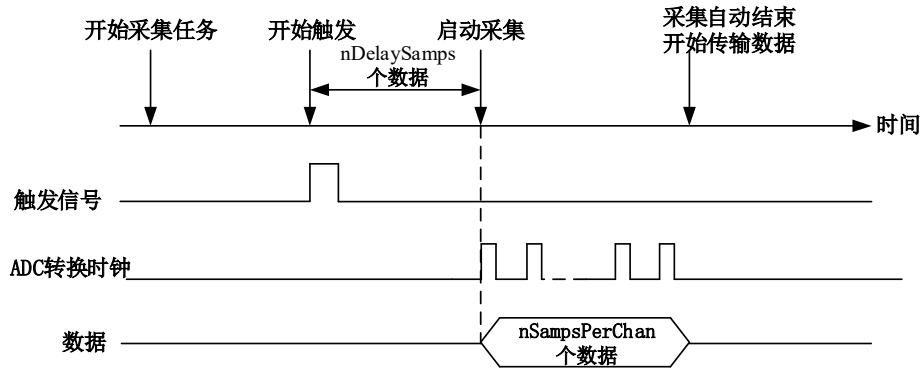 开始采集任务
开始触发
启动采集
采集自动结束
开始传输数据
nDelaySamps
个数据
时间
触发信号
ADC转换时钟
数据
nSampsPerChan
个数据